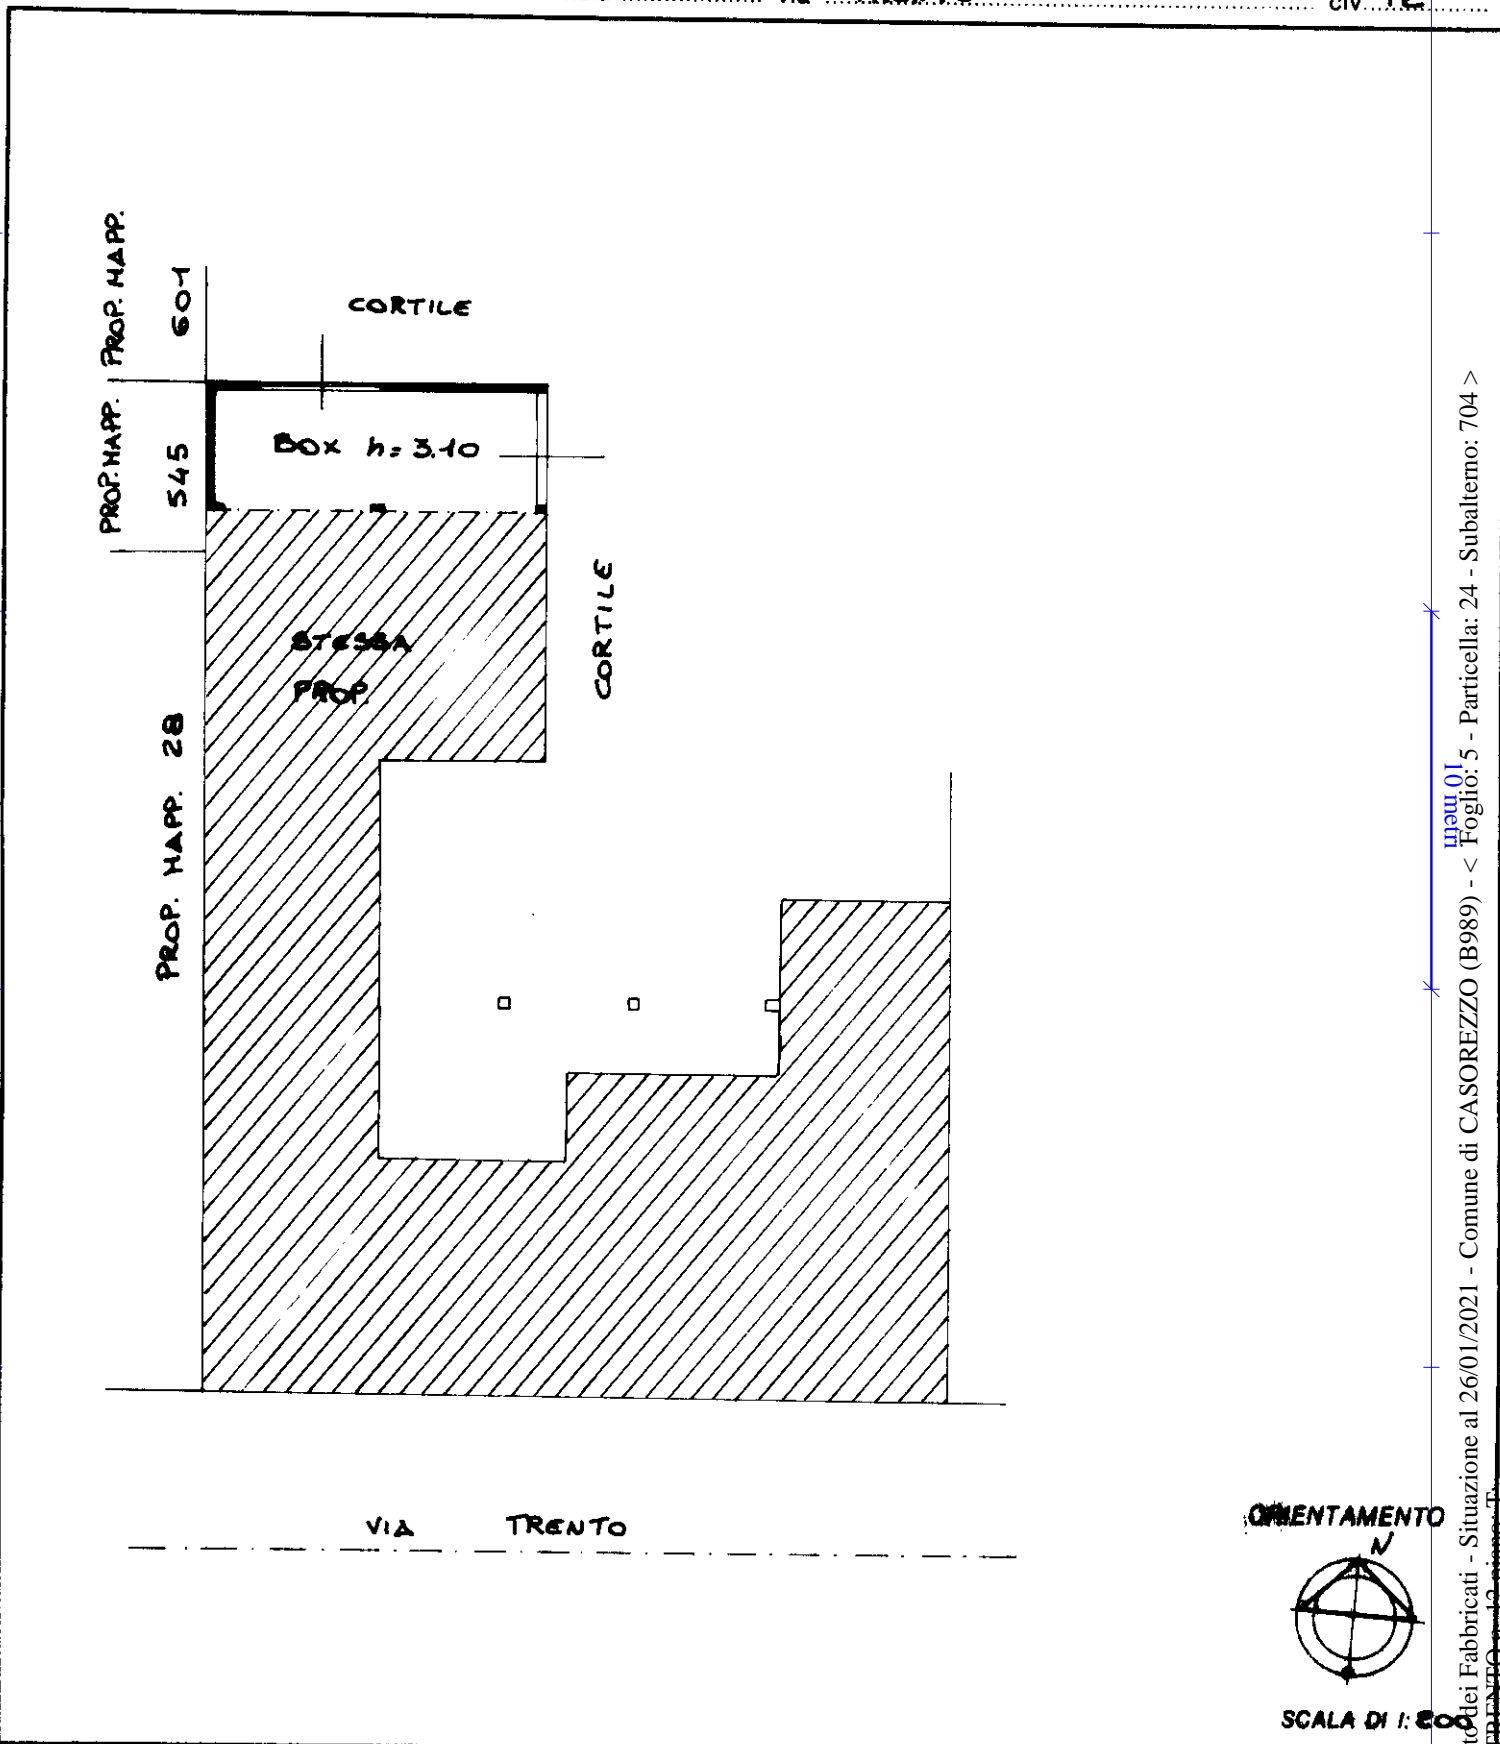 CIV.
PROP. MAPP.
601
CORTILE
PROP. MAPP.
545
BOX h=3.10
STESSA
PROP.
CORTILE
PROP. MAPP. 28
10 metri
to dei Fabbricati - Situazione al 26/01/2021 - Comune di CASOREZZO (B989) - < Foglio: 5 - Particella: 24 - Subalterno: 704 >
VIA TRENTO
ORIENTAMENTO
N
SCALA DI 1: 200